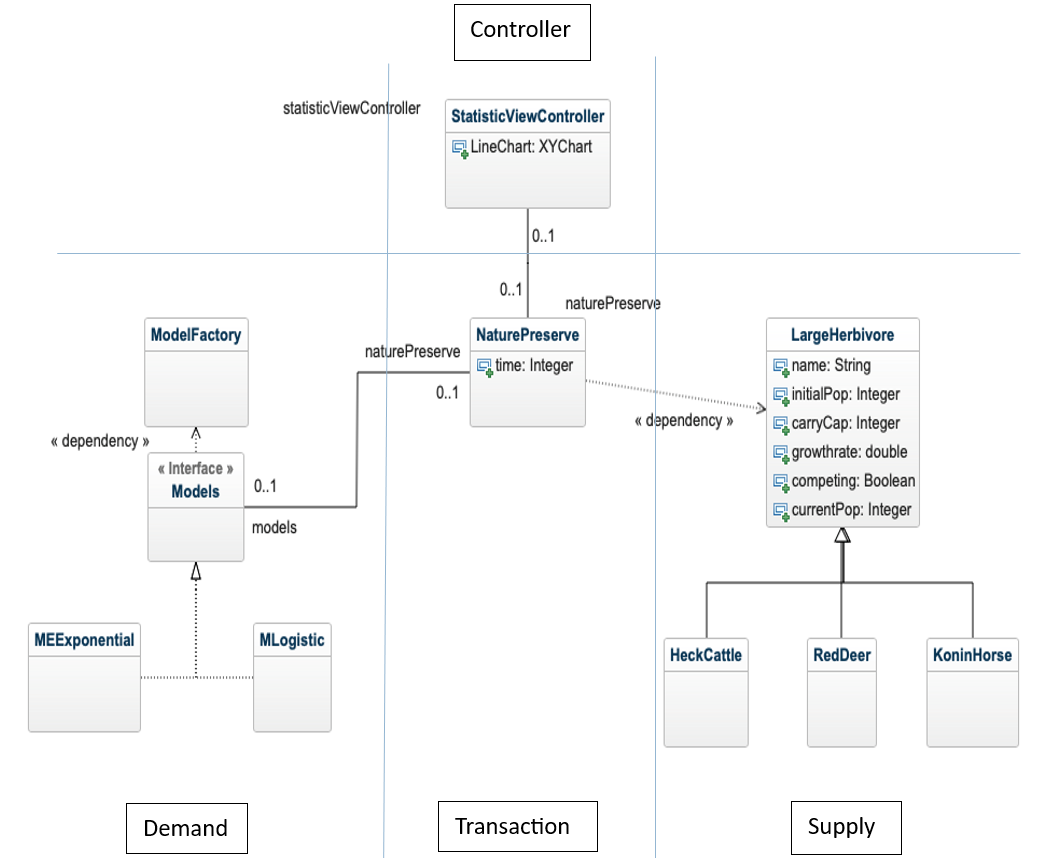 Controller
statisticViewController
StatisticViewController
LineChart: XYChart
0..1
0..1
naturePreserve
ModelFactory
naturePreserve
NaturePreserve
time: Integer
0..1
LargeHerbivore
name: String
initialPop: Integer
carryCap: Integer
growthrate: double
competing: Boolean
currentPop: Integer
« dependency »
« dependency »
« Interface »
Models
0..1
models
MEExponential
MLogistic
HeckCattle
RedDeer
KoninHorse
Demand
Transaction
Supply